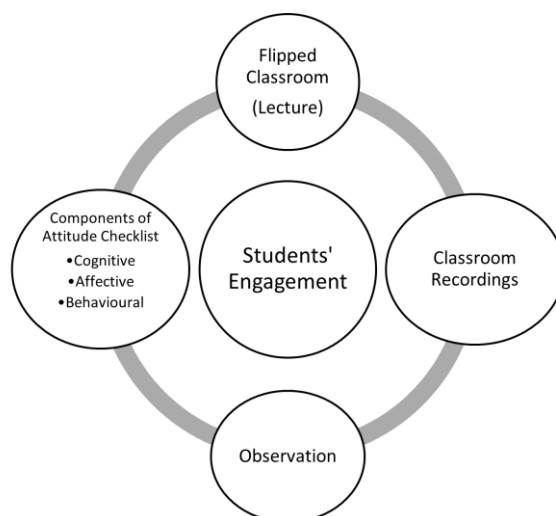 Flipped
Classroom
(Lecture)
Components of
Attitude Checklist
•Cognitive
•Affective
•Behavioural
Students'
Engagement
Classroom
Recordings
Observation